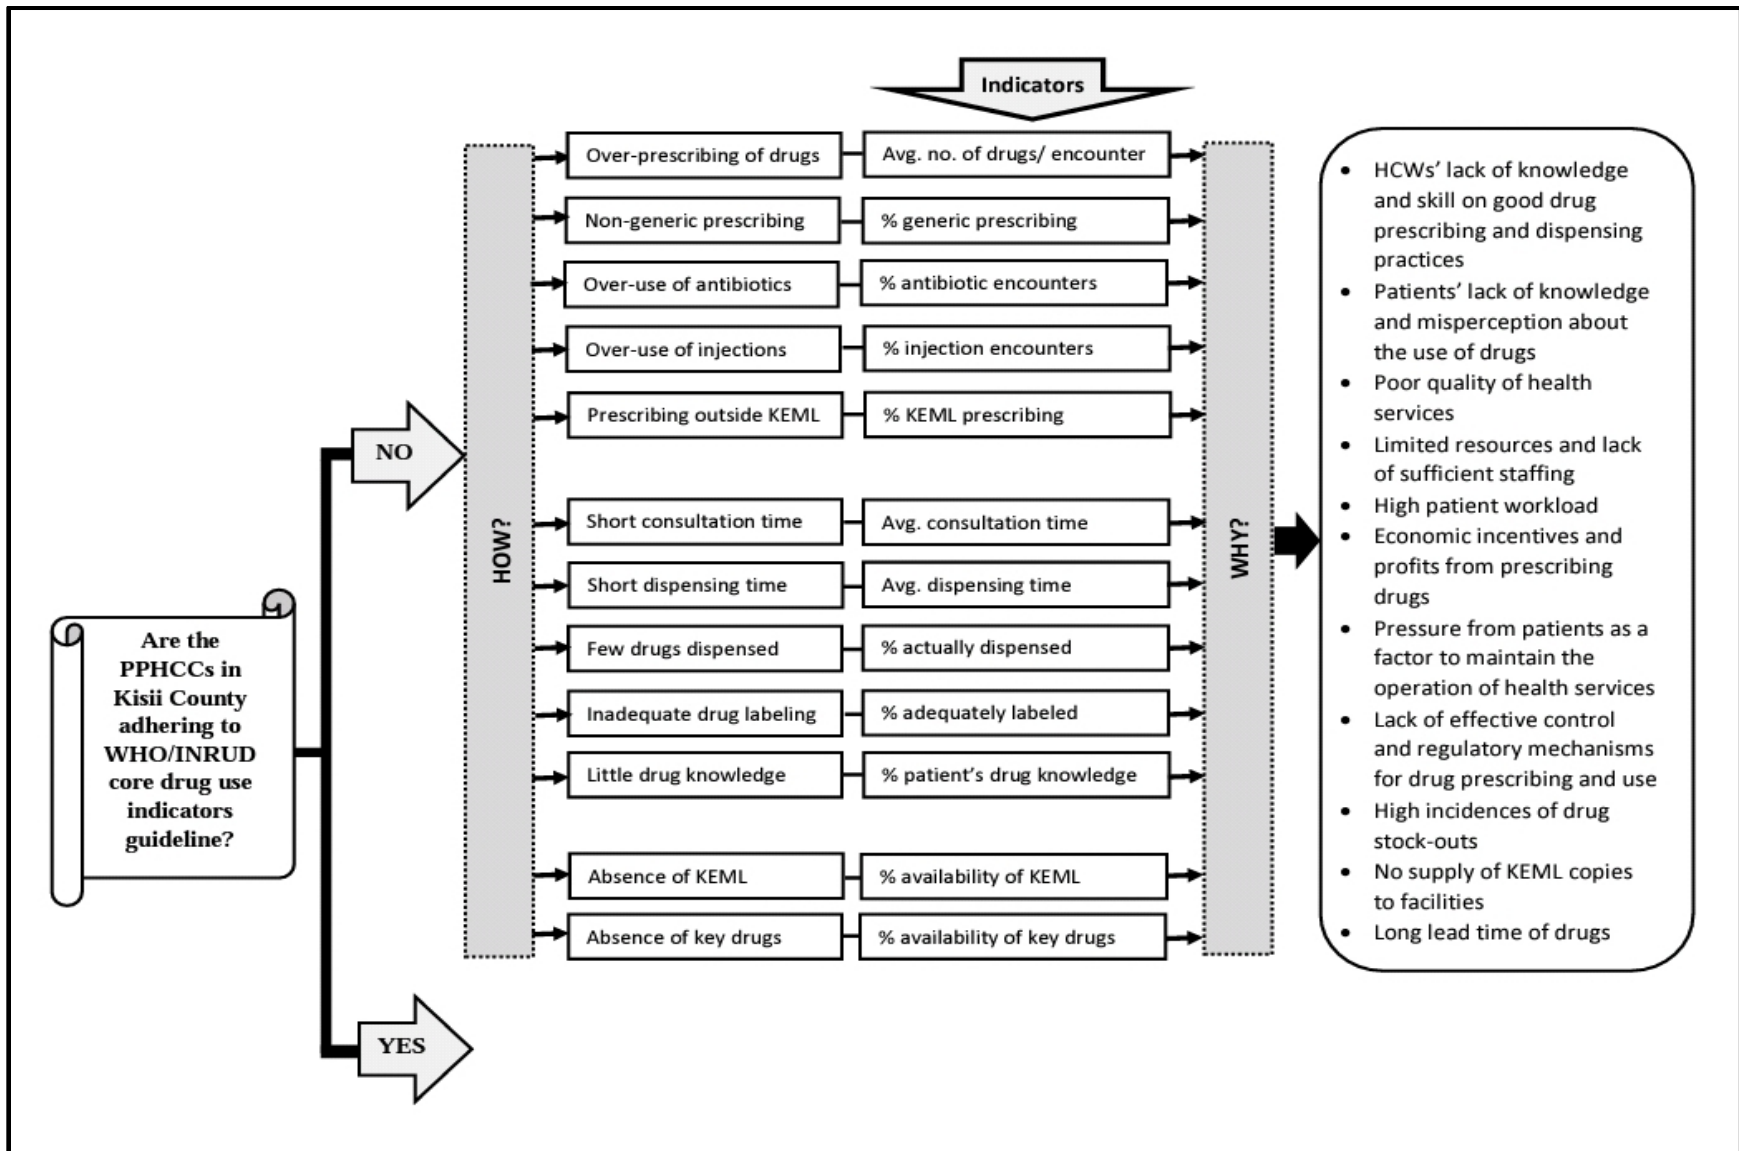 Indicators
Are the
PPHCCs in
Kisii County
adhering to
WHO/INRUD
core drug use
indicators
guideline?
NO
YES
HOW?
Over-prescribing of drugs
Avg. no. of drugs/ encounter
Non-generic prescribing
% generic prescribing
Over-use of antibiotics
% antibiotic encounters
Over-use of injections
% injection encounters
Prescribing outside KEML
% KEML prescribing
Short consultation time
Avg. consultation time
Short dispensing time
Avg. dispensing time
Few drugs dispensed
% actually dispensed
Inadequate drug labeling
% adequately labeled
Little drug knowledge
% patient’s drug knowledge
Absence of KEML
% availability of KEML
Absence of key drugs
% availability of key drugs
WHY?
• HCWs’ lack of knowledge
and skill on good drug
prescribing and dispensing
practices
• Patients’ lack of knowledge
and misperception about
the use of drugs
• Poor quality of health
services
• Limited resources and lack
of sufficient staffing
• High patient workload
• Economic incentives and
profits from prescribing
drugs
• Pressure from patients as a
factor to maintain the
operation of health services
• Lack of effective control
and regulatory mechanisms
for drug prescribing and use
• High incidences of drug
stock-outs
• No supply of KEML copies
to facilities
• Long lead time of drugs